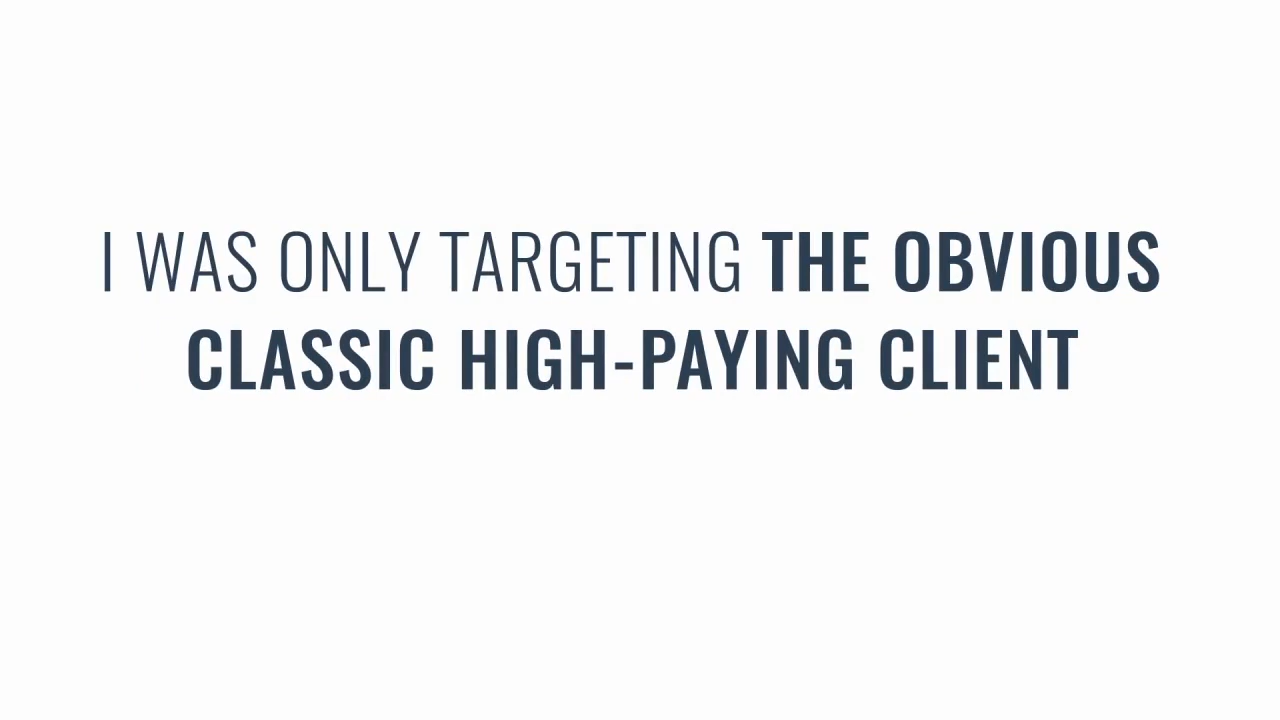 I WAS ONLY TARGETING THE OBVIOUS
CLASSIC HIGH-PAYING CLIENT